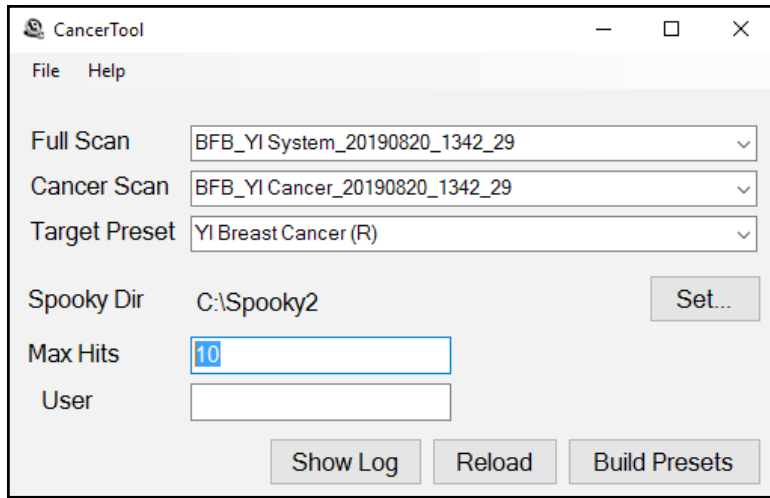 CancerTool
File Help
Full Scan BFB_YI System_20190820_1342_29
Cancer Scan BFB_YI Cancer_20190820_1342_29
Target Preset YI Breast Cancer (R)
Spooky Dir C:\Spooky2 Set...
Max Hits 10
User
Show Log Reload Build Presets